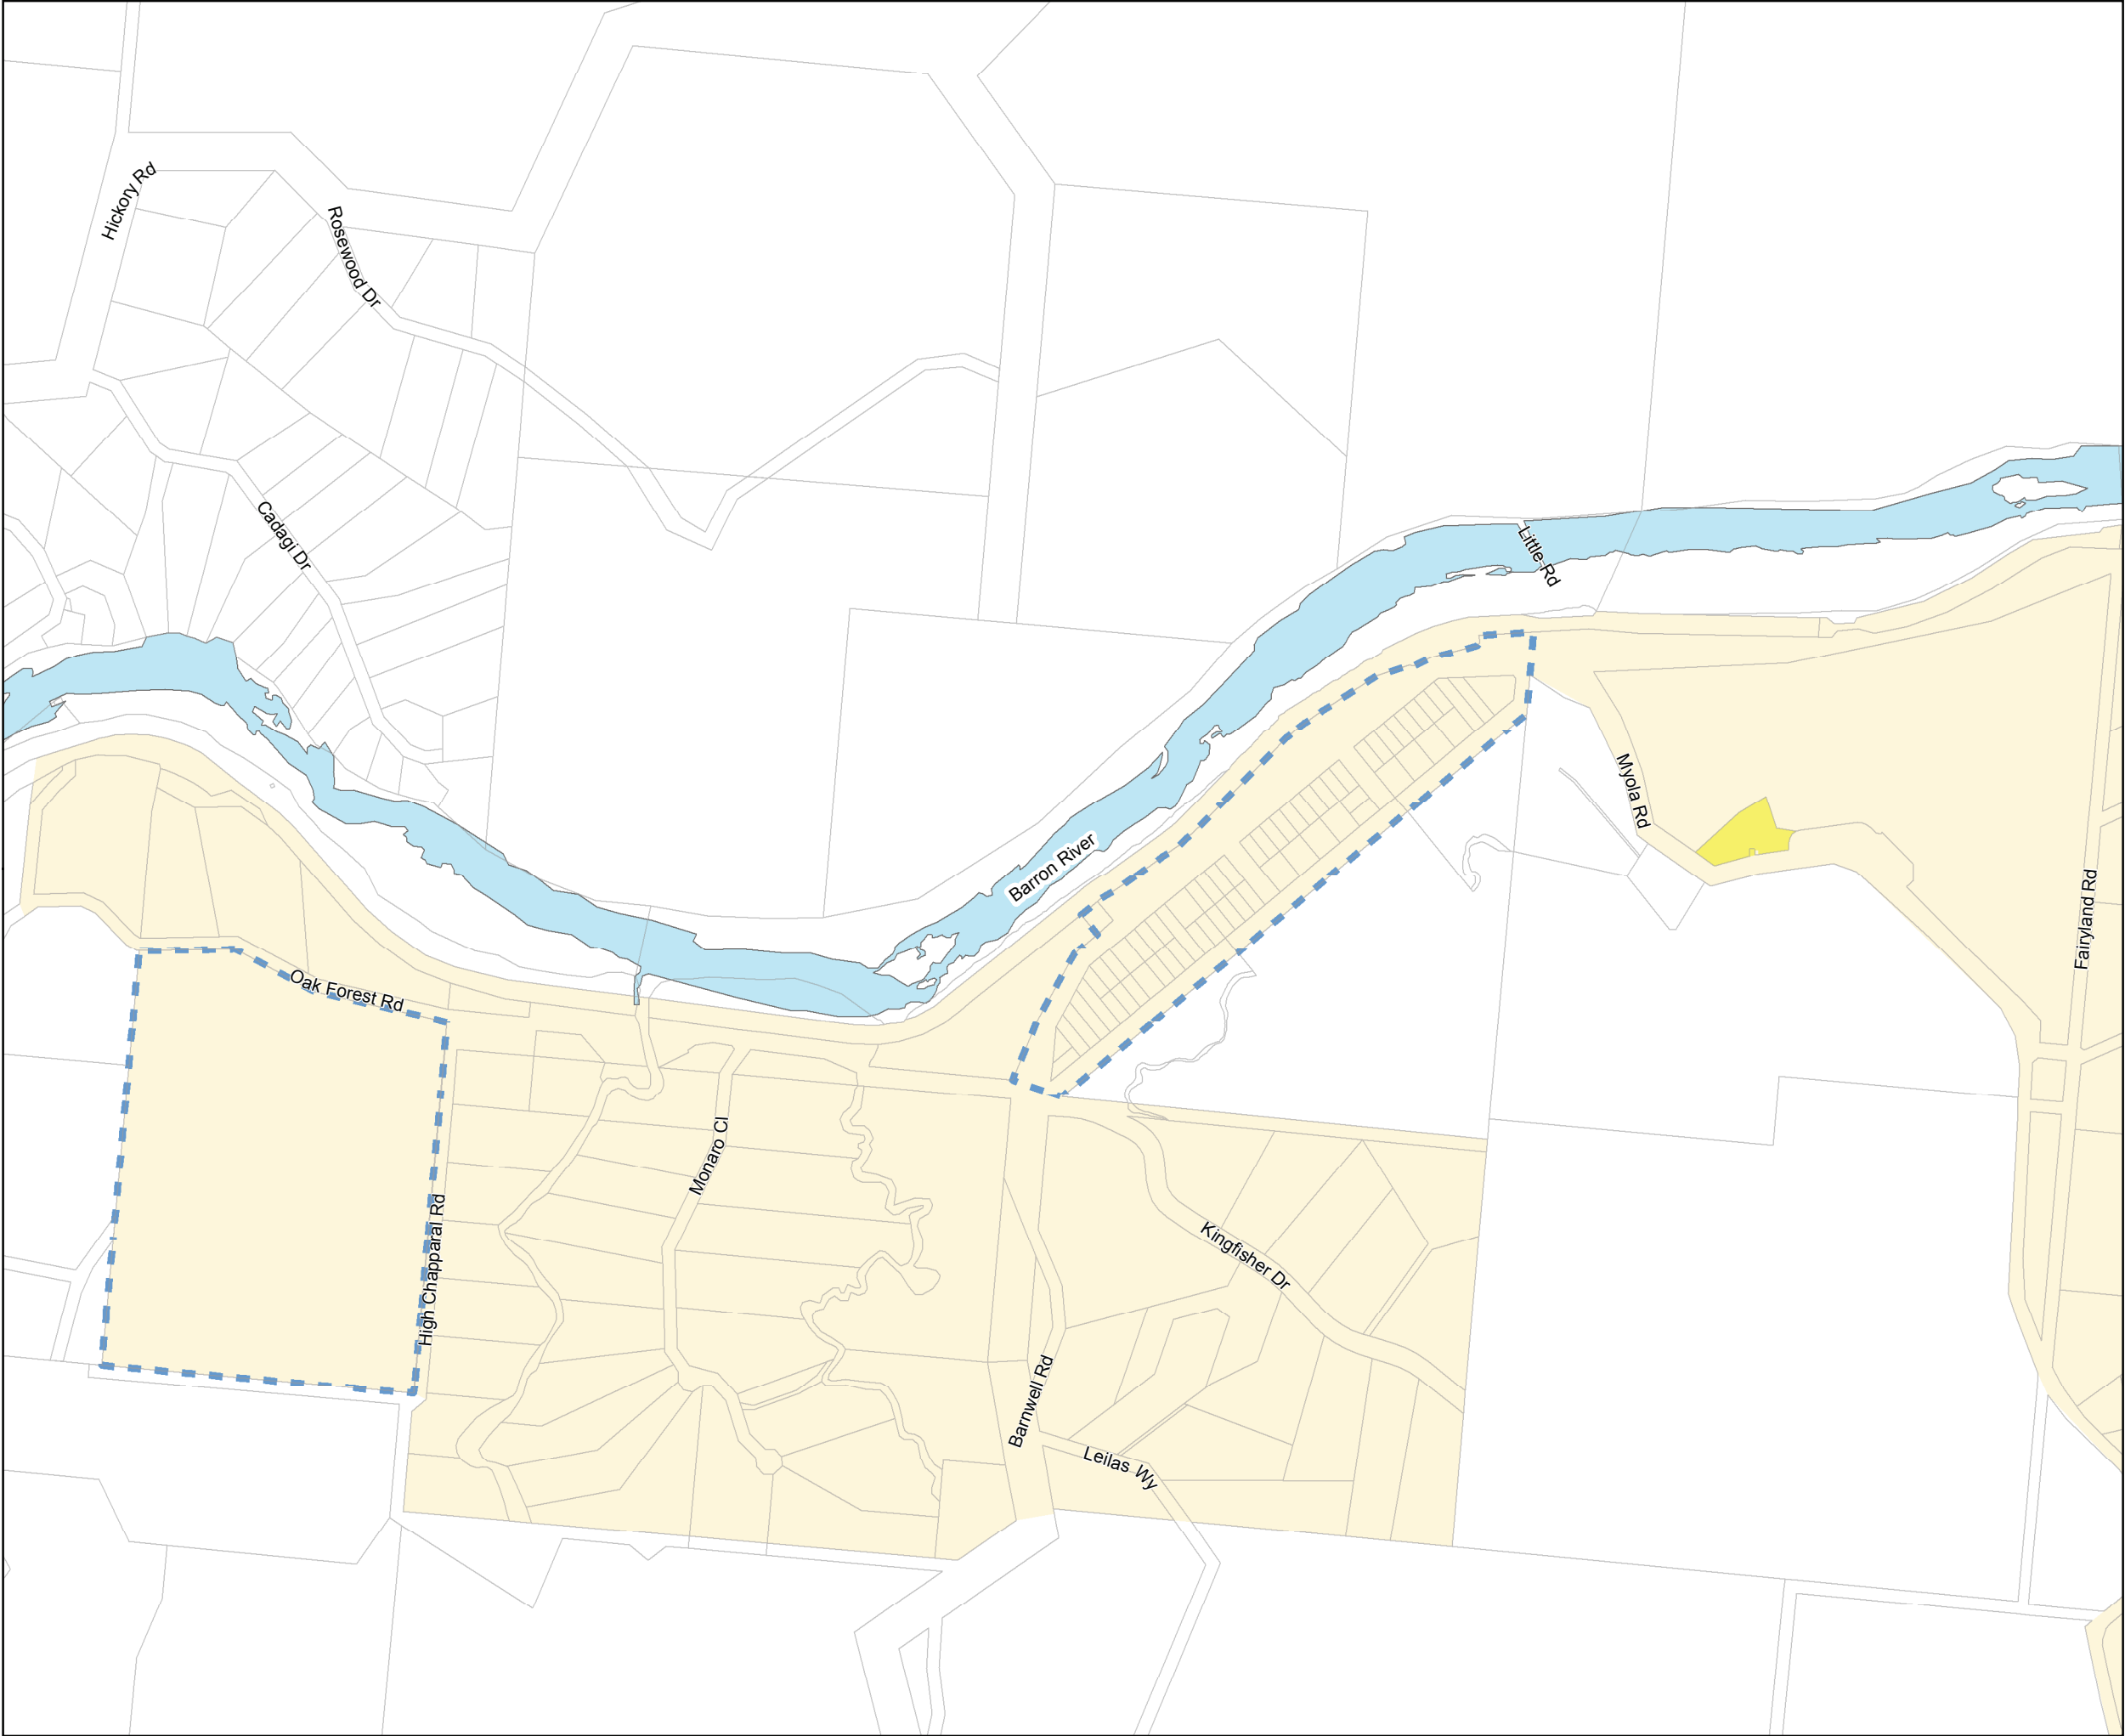 Hickory Rd
Rosewood Dr
Cadagi Dr
Little Rd
Myola Rd
Barron River
Fairyland Rd
Oak Forest Rd
Monaro Cl
High Chapparal Rd
Kingfisher Dr
Barnwell Rd
Leilas Wy